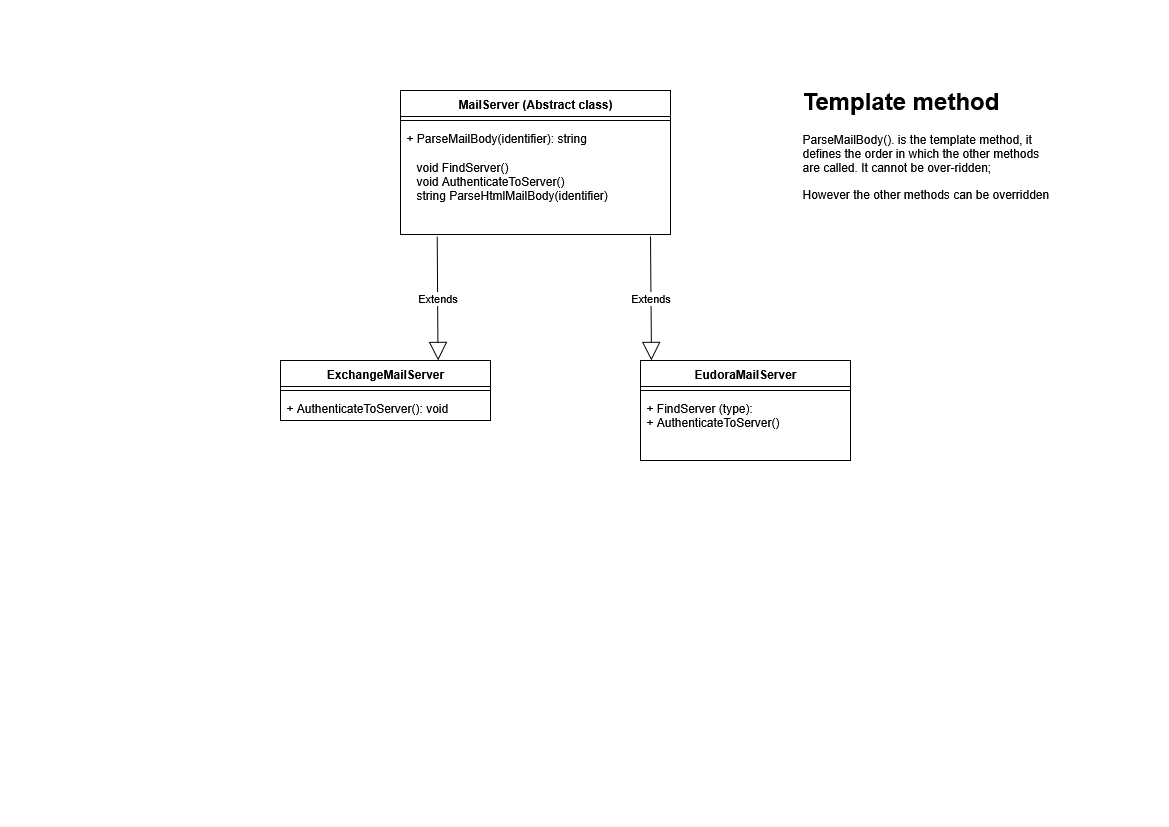 MailServer (Abstract class)
+ ParseMailBody(identifier): string
void FindServer()
void AuthenticateToServer()
string ParseHtmlMailBody(identifier)
Template method
ParseMailBody(). is the template method, it
defines the order in which the other methods
are called. It cannot be over-ridden;
However the other methods can be overridden
Extends
Extends
ExchangeMailServer
+ AuthenticateToServer(): void
EudoraMailServer
+ FindServer (type):
+ AuthenticateToServer()